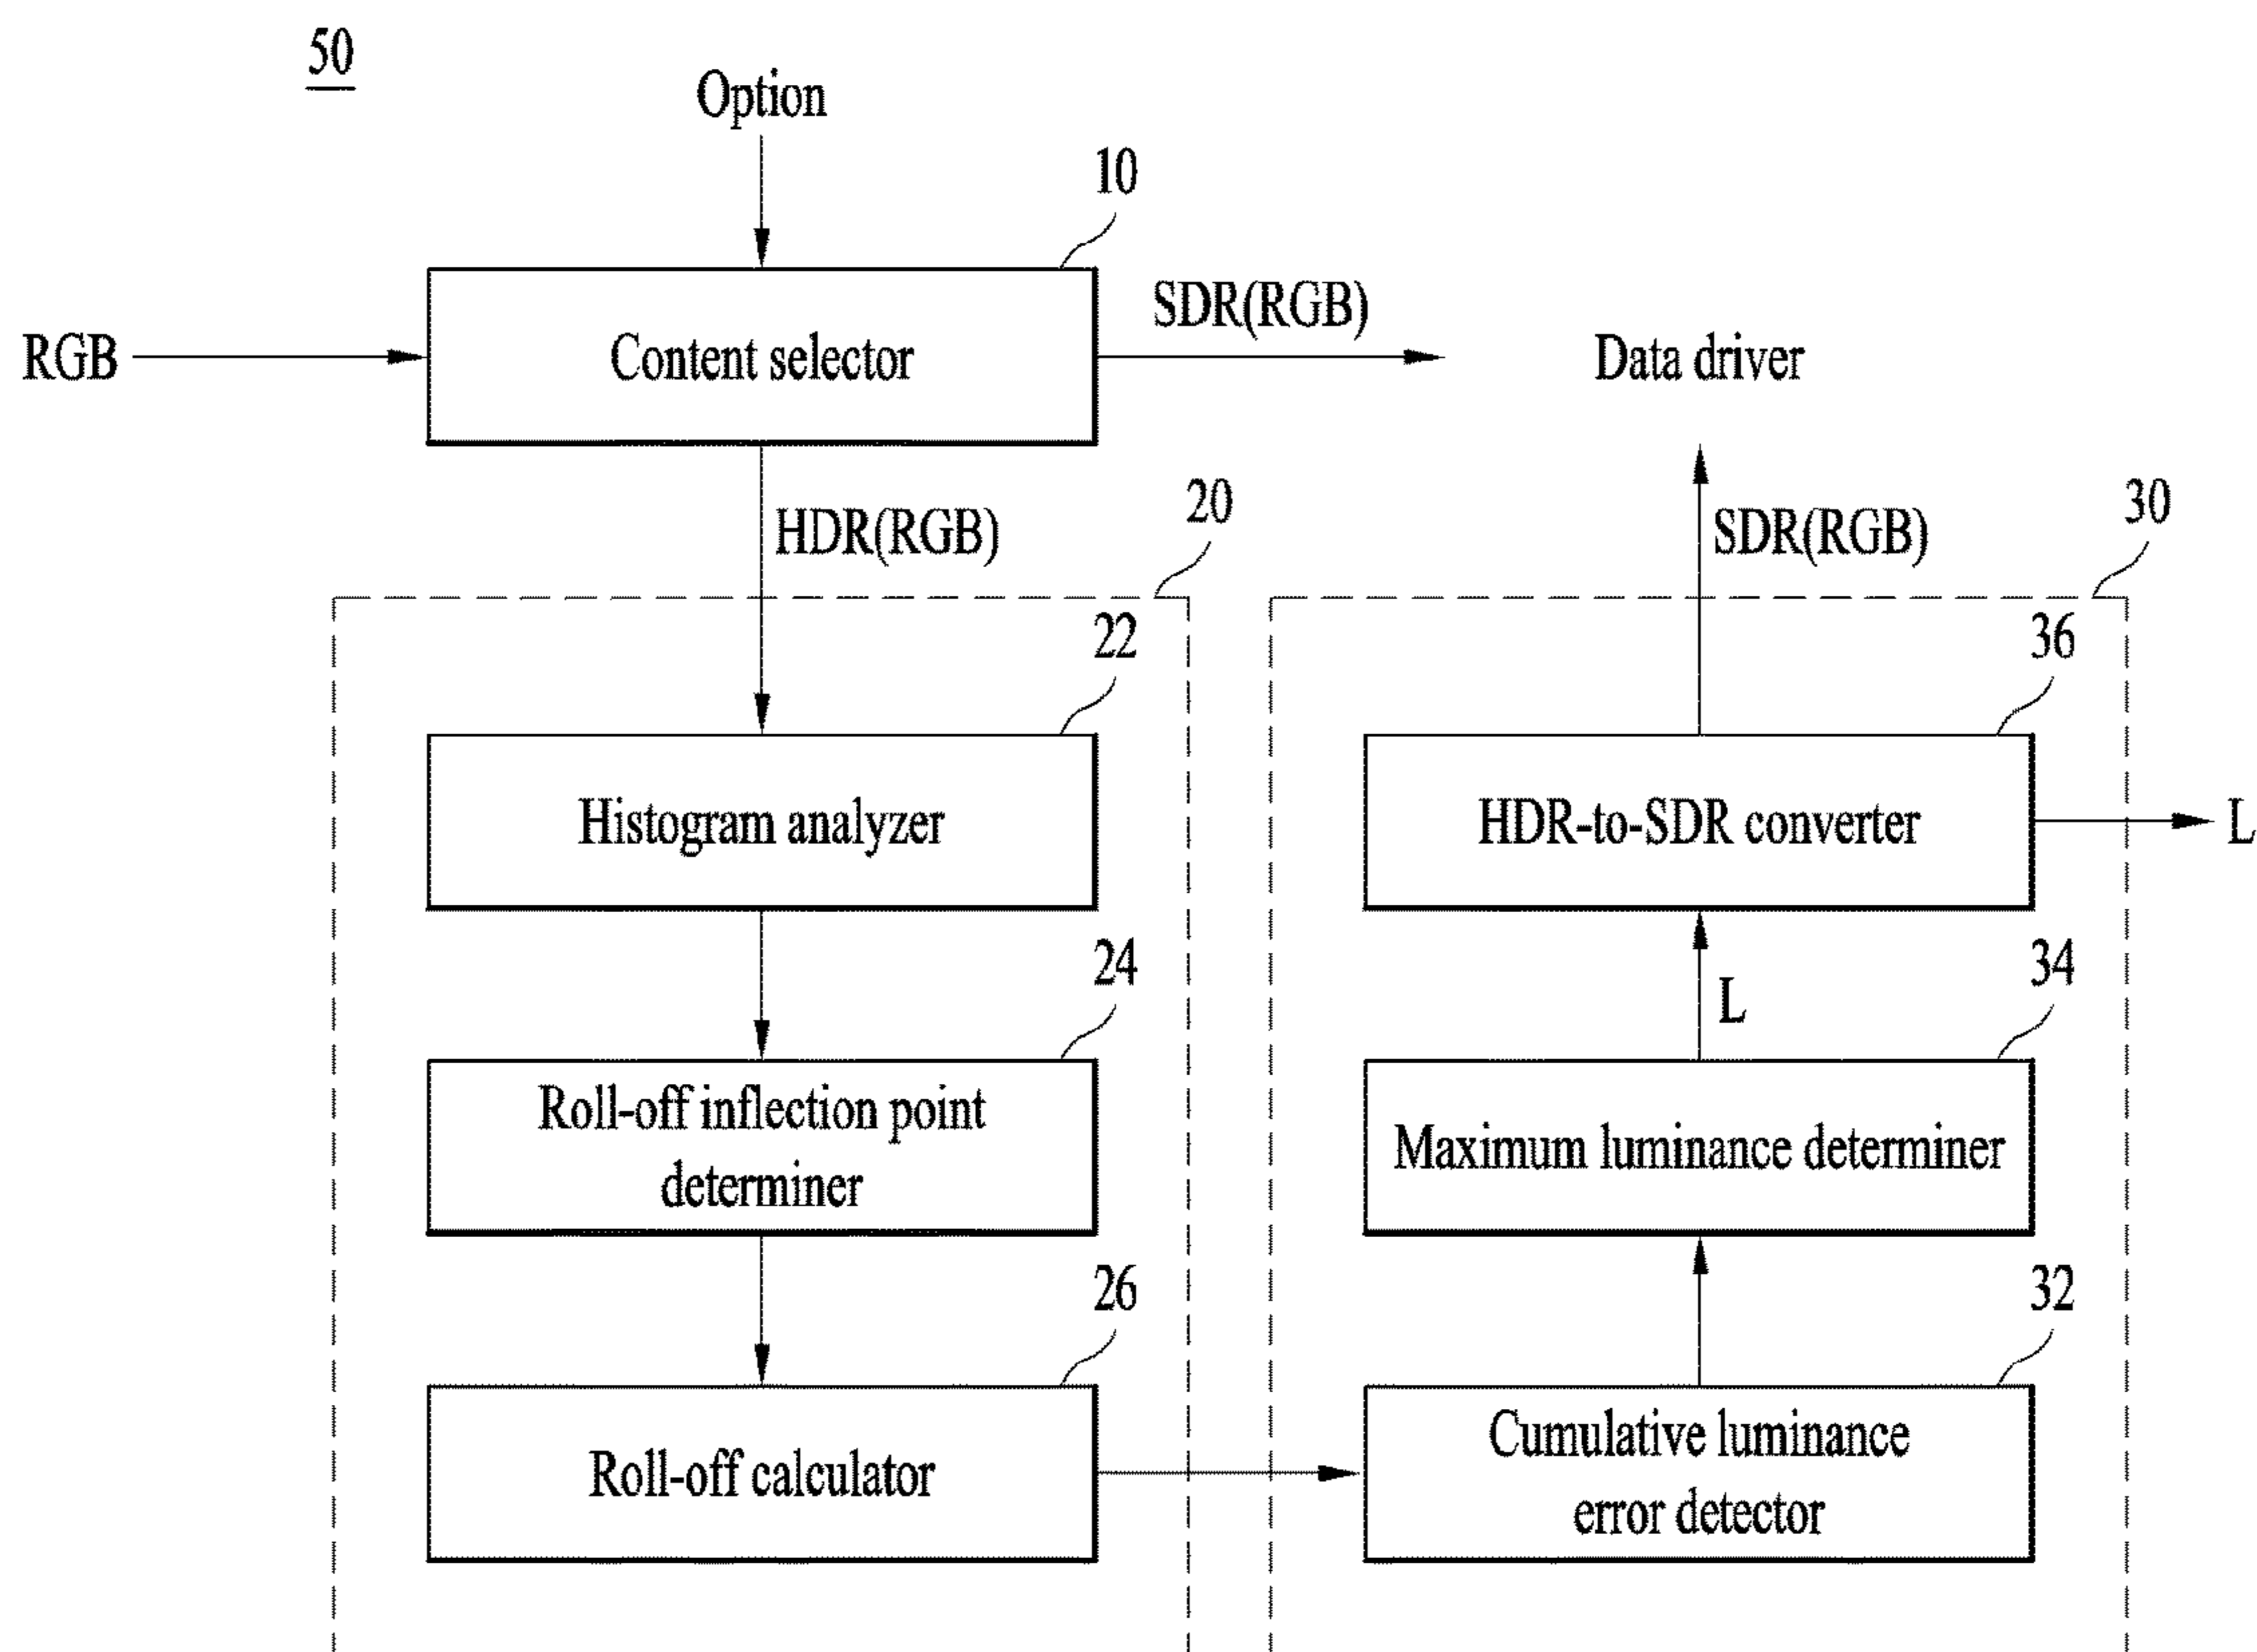 50
Option
10
RGB
Content selector
SDR(RGB)
Data driver
HDR(RGB)
20
SDR(RGB)
30
22
36
Histogram analyzer
HDR-to-SDR converter
L
24
34
L
Roll-off inflection point
determiner
Maximum luminance determiner
26
32
Roll-off calculator
Cumulative luminance
error detector